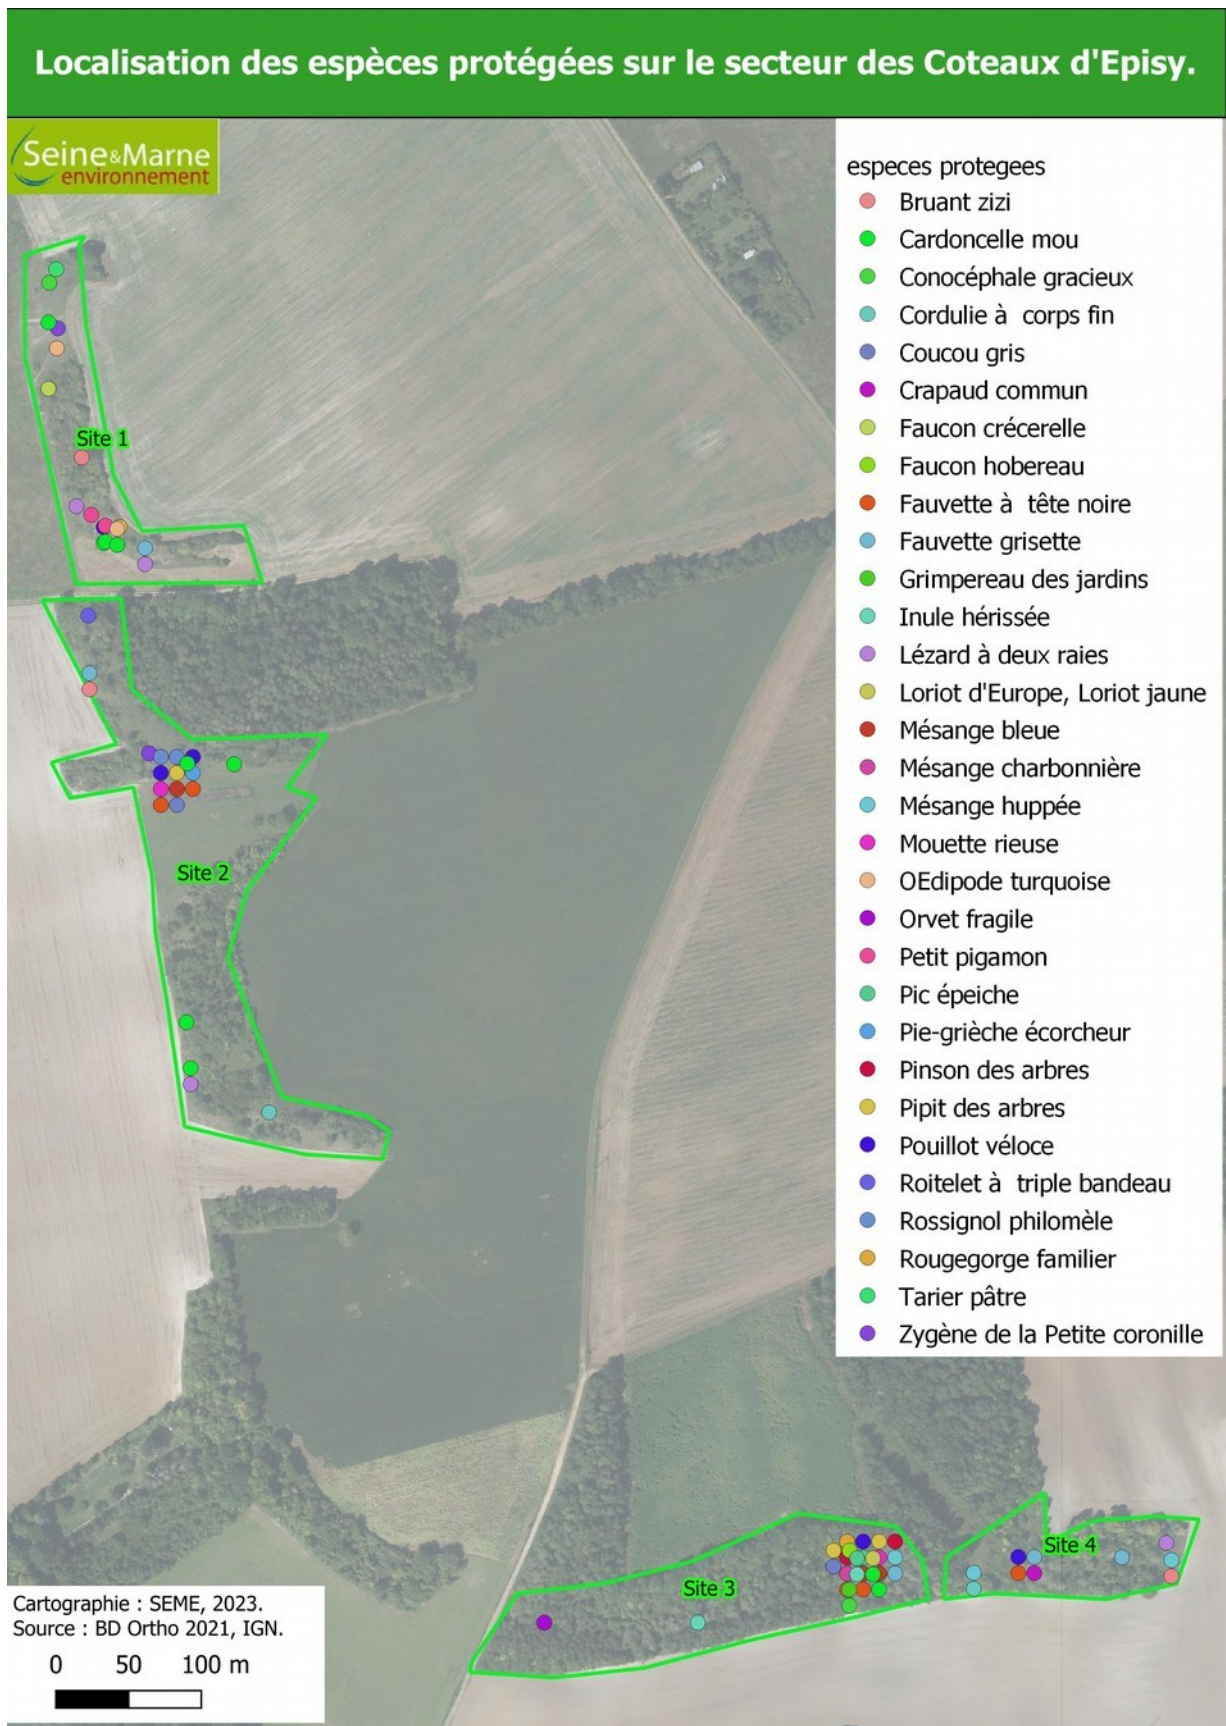 Localisation des espèces protégées sur le secteur des Coteaux d'Episy.
Seine&Marne
environnement
especes protegees
Bruant zizi
Cardoncelle mou
Conocéphale gracieux
Cordulie à  corps fin
Coucou gris
Crapaud commun
Faucon crécerelle
Faucon hobereau
Fauvette à  tête noire
Fauvette grisette
Grimpereau des jardins
Inule hérissée
Lézard à deux raies
Loriot d'Europe, Loriot jaune
Mésange bleue
Mésange charbonnière
Mésange huppée
Mouette rieuse
OEdipode turquoise
Orvet fragile
Petit pigamon
Pic épeiche
Pie-grièche écorcheur
Pinson des arbres
Pipit des arbres
Pouillot véloce
Roitelet à  triple bandeau
Rossignol philomèle
Rougegorge familier
Tarier pâtre
Zygène de la Petite coronille
Site 1
Site 2
Site 3
Site 4
Cartographie : SEME, 2023.
Source : BD Ortho 2021, IGN.
0 50 100 m